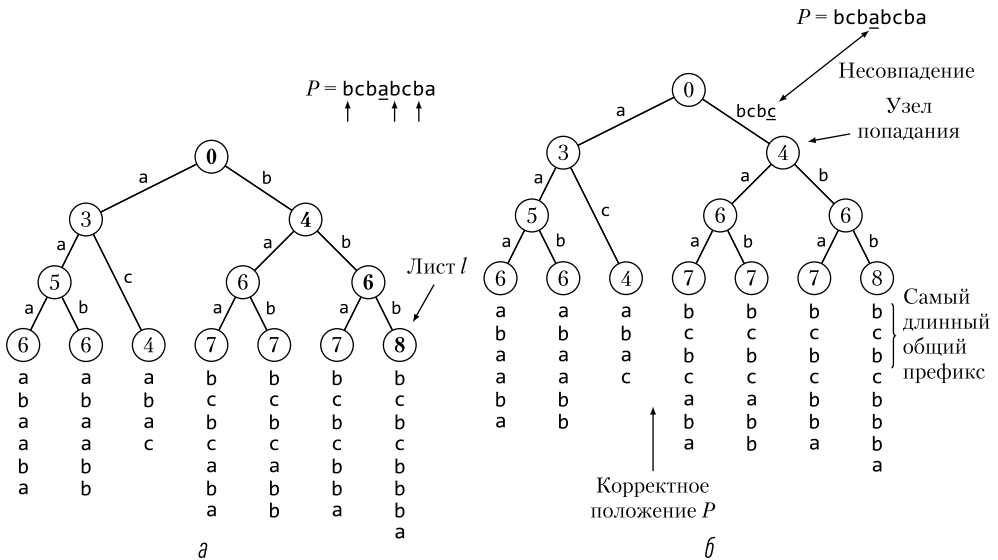 P = bcbabcba
0
a
b
3
4
a
c
a
b
Лист l
5
6
6
a
b
a
b
a
b
6
6
4
7
7
7
8
a a a b b b b
b b b c c c c
a a a b b b b
a a c c c c c
b b a a b b
a b b b b b
a b a b
a
а
P = bcbabcba
Несовпадение
0
a
bcbc
Узел
попадания
3
4
a
c
a
b
5
6
6
a
b
a
b
a
b
6
6
4
7
7
7
8
a a a b b b b
b b b c c c c
a a a b b b b
a a c c c c c
b b a a b b
a b b b b b
a b a b
a
Самый
длинный
общий
префикс
Корректное
положение P
б